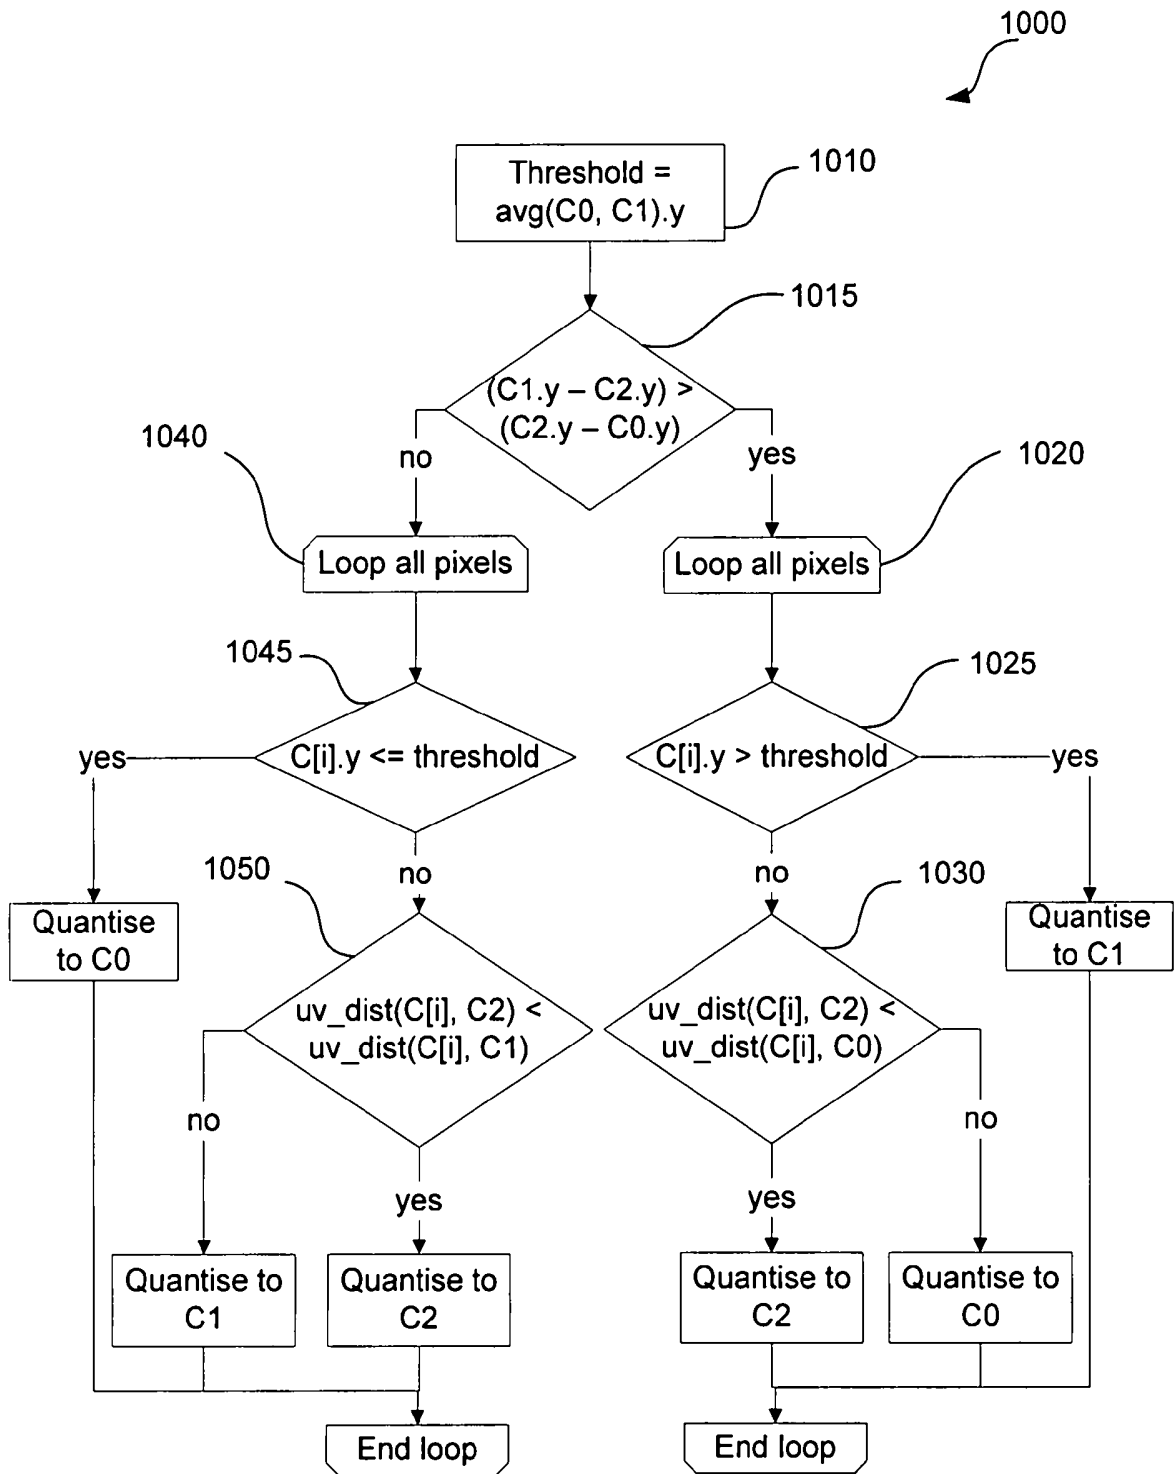 1000
Threshold =
avg(C0, C1).y
1010
1015
(C1.y – C2.y) >
(C2.y – C0.y)
no
yes
1040
1020
Loop all pixels
Loop all pixels
1045
1025
C[i].y <= threshold
C[i].y > threshold
yes
yes
no
no
1050
1030
Quantise
to C0
Quantise
to C1
uv_dist(C[i], C2) <
uv_dist(C[i], C1)
uv_dist(C[i], C2) <
uv_dist(C[i], C0)
no
no
yes
yes
Quantise to
C1
Quantise to
C2
Quantise to
C2
Quantise to
C0
End loop
End loop